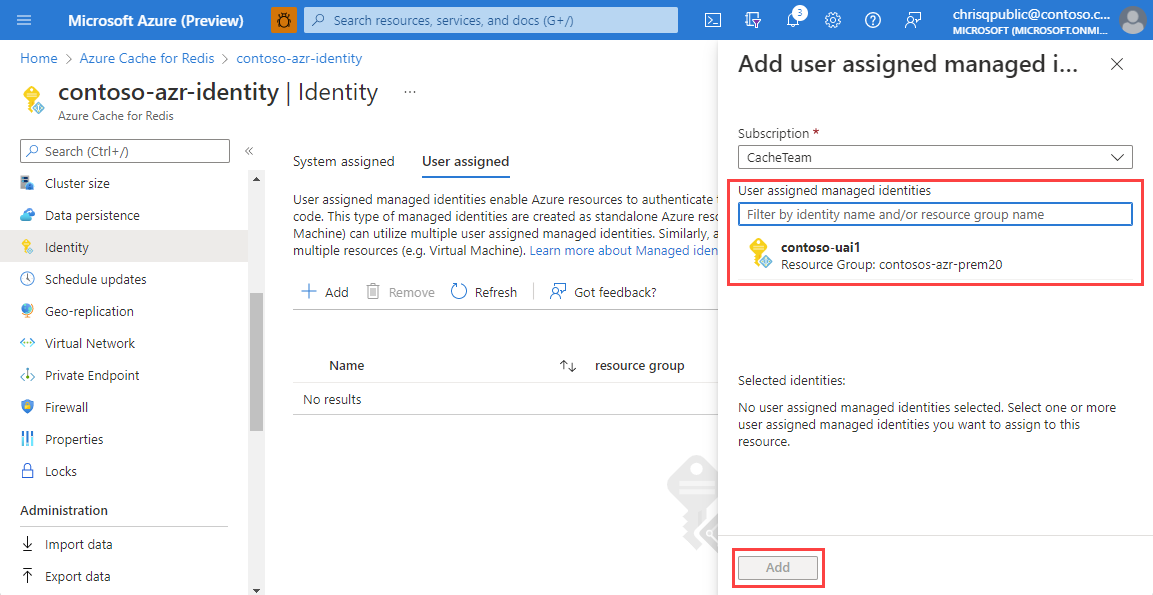 Microsoft Azure (Preview)
Search resources, services, and docs (G+/)
3
chrisqpublic@contoso.c...
MICROSOFT (MICROSOFT.ONMI...
Home > Azure Cache for Redis > contoso-azr-identity
contoso-azr-identity | Identity ...
Azure Cache for Redis
Search (Ctrl+/)
«
Cluster size
Data persistence
Identity
Schedule updates
Geo-replication
Virtual Network
Private Endpoint
Firewall
Properties
Locks
Administration
Import data
Export data
System assigned
User assigned
User assigned managed identities enable Azure resources to authenticate
code. This type of managed identities are created as standalone Azure reso
Machine) can utilize multiple user assigned managed identities. Similarly, a
multiple resources (e.g. Virtual Machine). Learn more about Managed iden
Add
Remove
Refresh
Got feedback?
Name
resource group
No results
Add user assigned managed i...
Subscription *
CacheTeam
User assigned managed identities
Filter by identity name and/or resource group name
contoso-uai1
Resource Group: contosos-azr-prem20
Selected identities:
No user assigned managed identities selected. Select one or more
user assigned managed identities you want to assign to this
resource.
Add